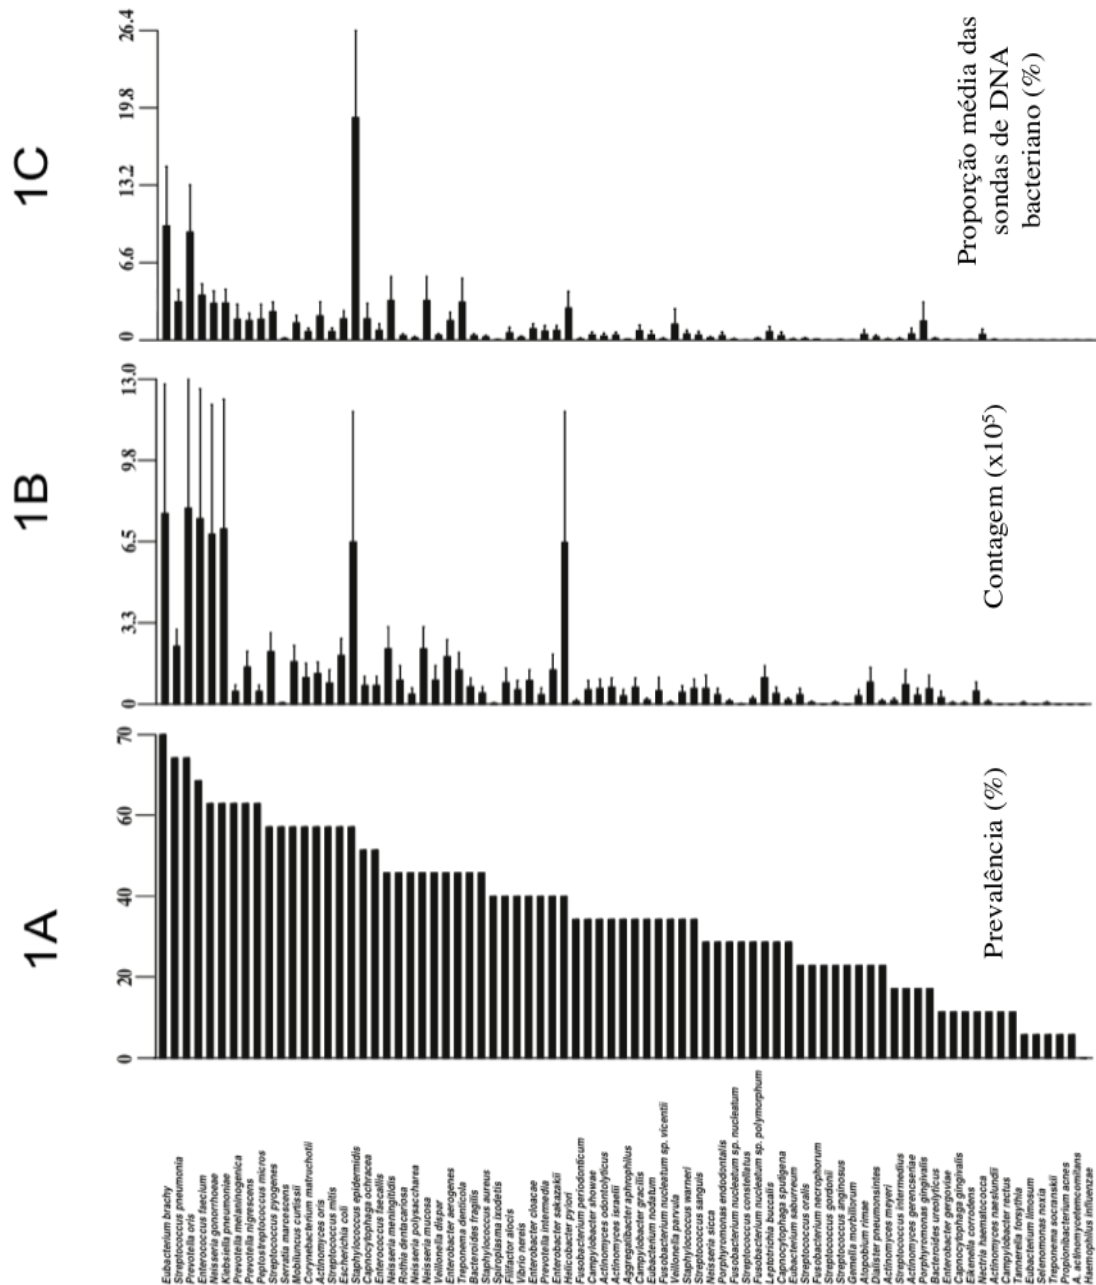 1C
26.4
19.8
13.2
6.6
0
Proporção média das
sondas de DNA
bacteriano (%)
1B
13.0
9.8
6.5
3.3
0
Contagem (x10⁵)
1A
70
60
40
20
0
Prevalência (%)
Eubacterium brachy
Streptococcus pneumonia
Prevotella oris
Enterococcus faecium
Neisseria gonorrhoeae
Klebsiella pneumoniae
Prevotella melaninogenica
Prevotella nigrescens
Peptostreptococcus micros
Streptococcus pyogenes
Serratia marcescens
Mobiluncus curtissii
Corynebacterium matruchotii
Actinomyces oris
Streptococcus mitis
Escherichia coli
Staphylococcus epidermidis
Capnocytophaga ochracea
Enterococcus faecallis
Neisseria meningitidis
Rothia dentacariosa
Neisseria polysaccharea
Neisseria mucosa
Veillonella dispar
Enterobacter aerogenes
Treponema denticola
Bacteroides fragilis
Staphylococcus aureus
Spiroplasma ixodetis
Filifactor alocis
Vibrio nereis
Enterobacter cloacae
Prevotella intermedia
Enterobacter sakazakii
Helicobacter pylori
Fusobacterium periodonticum
Campylobacter showae
Actinomyces odontolyticus
Actinomyces israelli
Aggregatibacter aphrophilus
Campylobacter gracilis
Eubacterium nodatum
Fusobacterium nucleatum sp. vicentii
Veillonella parvula
Staphylococcus warneri
Streptococcus sanguis
Neisseria sicca
Porphyromonas endodontalis
Fusobacterium nucleatum sp. nucleatum
Streptococcus constellatus
Fusobacterium nucleatum sp. polymorphum
Leptotrichia buccalis
Capnocytophaga sputigena
Eubacterium saburreum
Streptococcus oralis
Fusobacterium necrophorum
Streptococcus gordonii
Streptococcus anginosus
Gemella morbillorum
Atopobium rimae
Dialister pneumonsintes
Actinomyces meyeri
Streptococcus intermedius
Actinomyces gerencseriae
Porphyromas gingivalis
Bacteroides ureolyticus
Enterobacter gergoviae
Capnocytophaga gingivalis
Eikenella corrodens
Lautropia haematococca
Actinomyces naeslundii
Campylobacter rectus
Tannerella forsythia
Eubacterium limosum
Selenomonas noxia
Treponema socranskii
Propionibacterium acnes
A. actinomycetemcomitans
Haemophilus influenzae